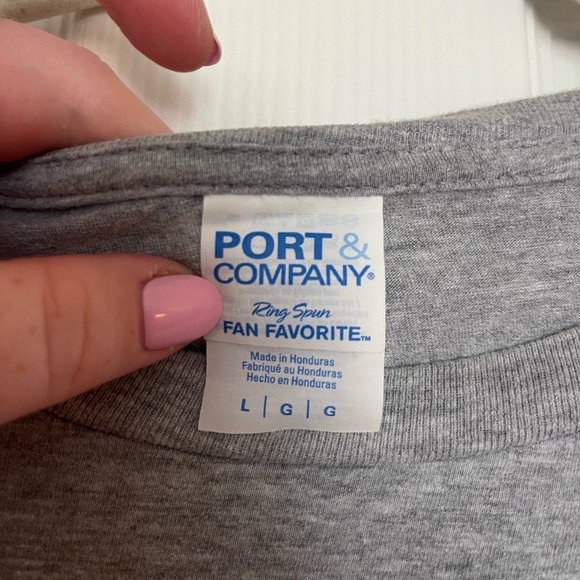 PORT &
COMPANY®
Ring Spun
FAN FAVORITE™
Made in Honduras
Fabriqué au Honduras
Hecho en Honduras
L | G | G